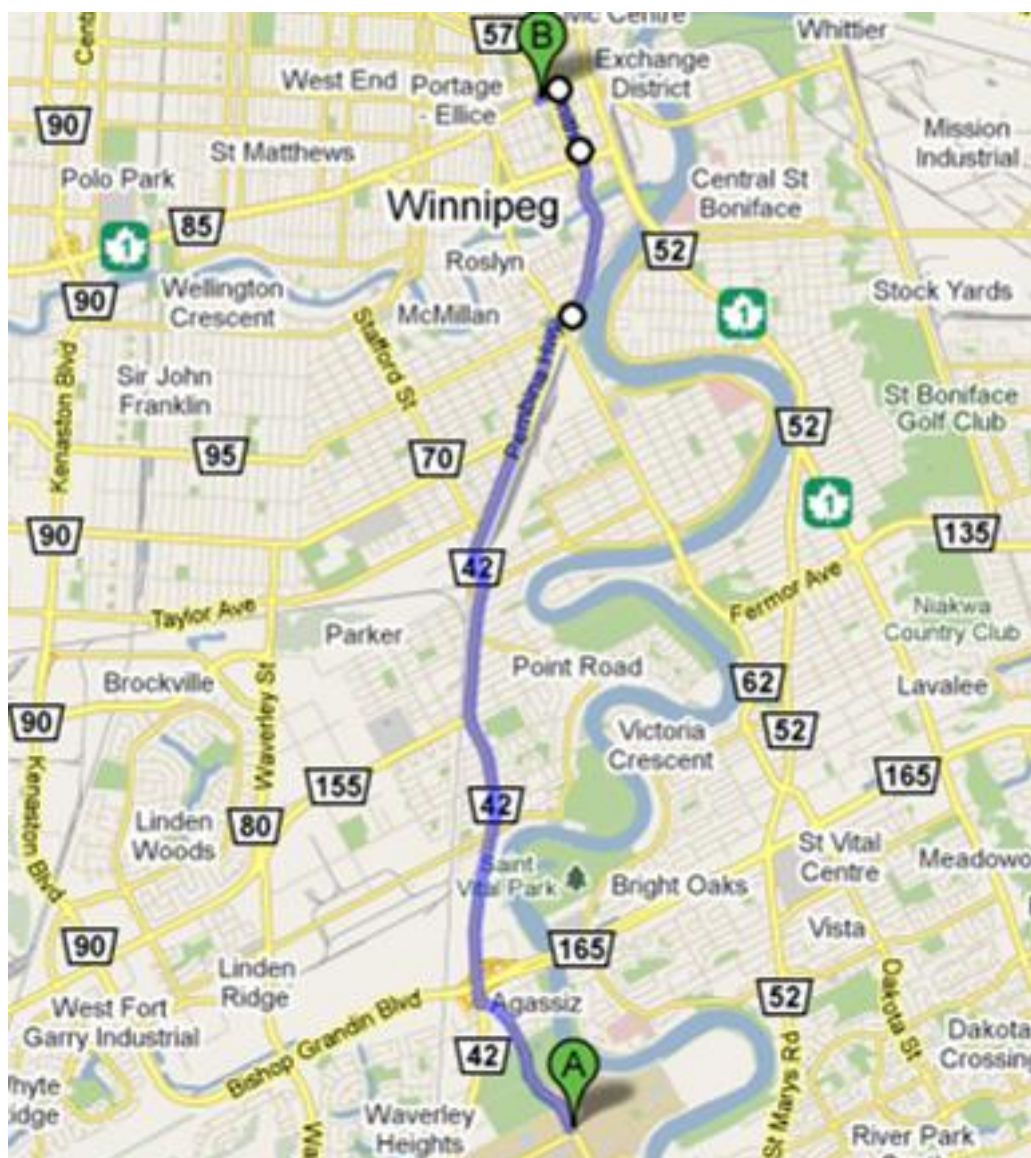 Mc Centre
Whittier
57
B
Exchange
District
West End
Portage
- Ellice
90
St Matthews
Mission
Industrial
Polo Park
Central St
Boniface
Winnipeg
85
1
52
Roslyn
90
Wellington
Crescent
McMillan
Stock Yards
1
Stafford St
Kenaston Blvd
Sir John
Franklin
Pembina Hwy
St Boniface
Golf Club
52
95
70
1
90
135
42
Fermor Ave
Taylor Ave
Niakwa
Country Club
Parker
Point Road
Brockville
62
Lavalee
90
Waverley St
Victoria
Crescent
52
155
165
42
Kenaston Blvd
Linden
Woods
80
St Vital
Centre
Saint
Vital Park
Bright Oaks
Meadowo
Vista
90
165
Linden
Ridge
52
Agassiz
Dakota St
West Fort
Garry Industrial
Bishop Grandin Blvd
42
Dakota
Crossing
A
hyte
idge
Waverley
Heights
Wa
St Marys Rd
River Park